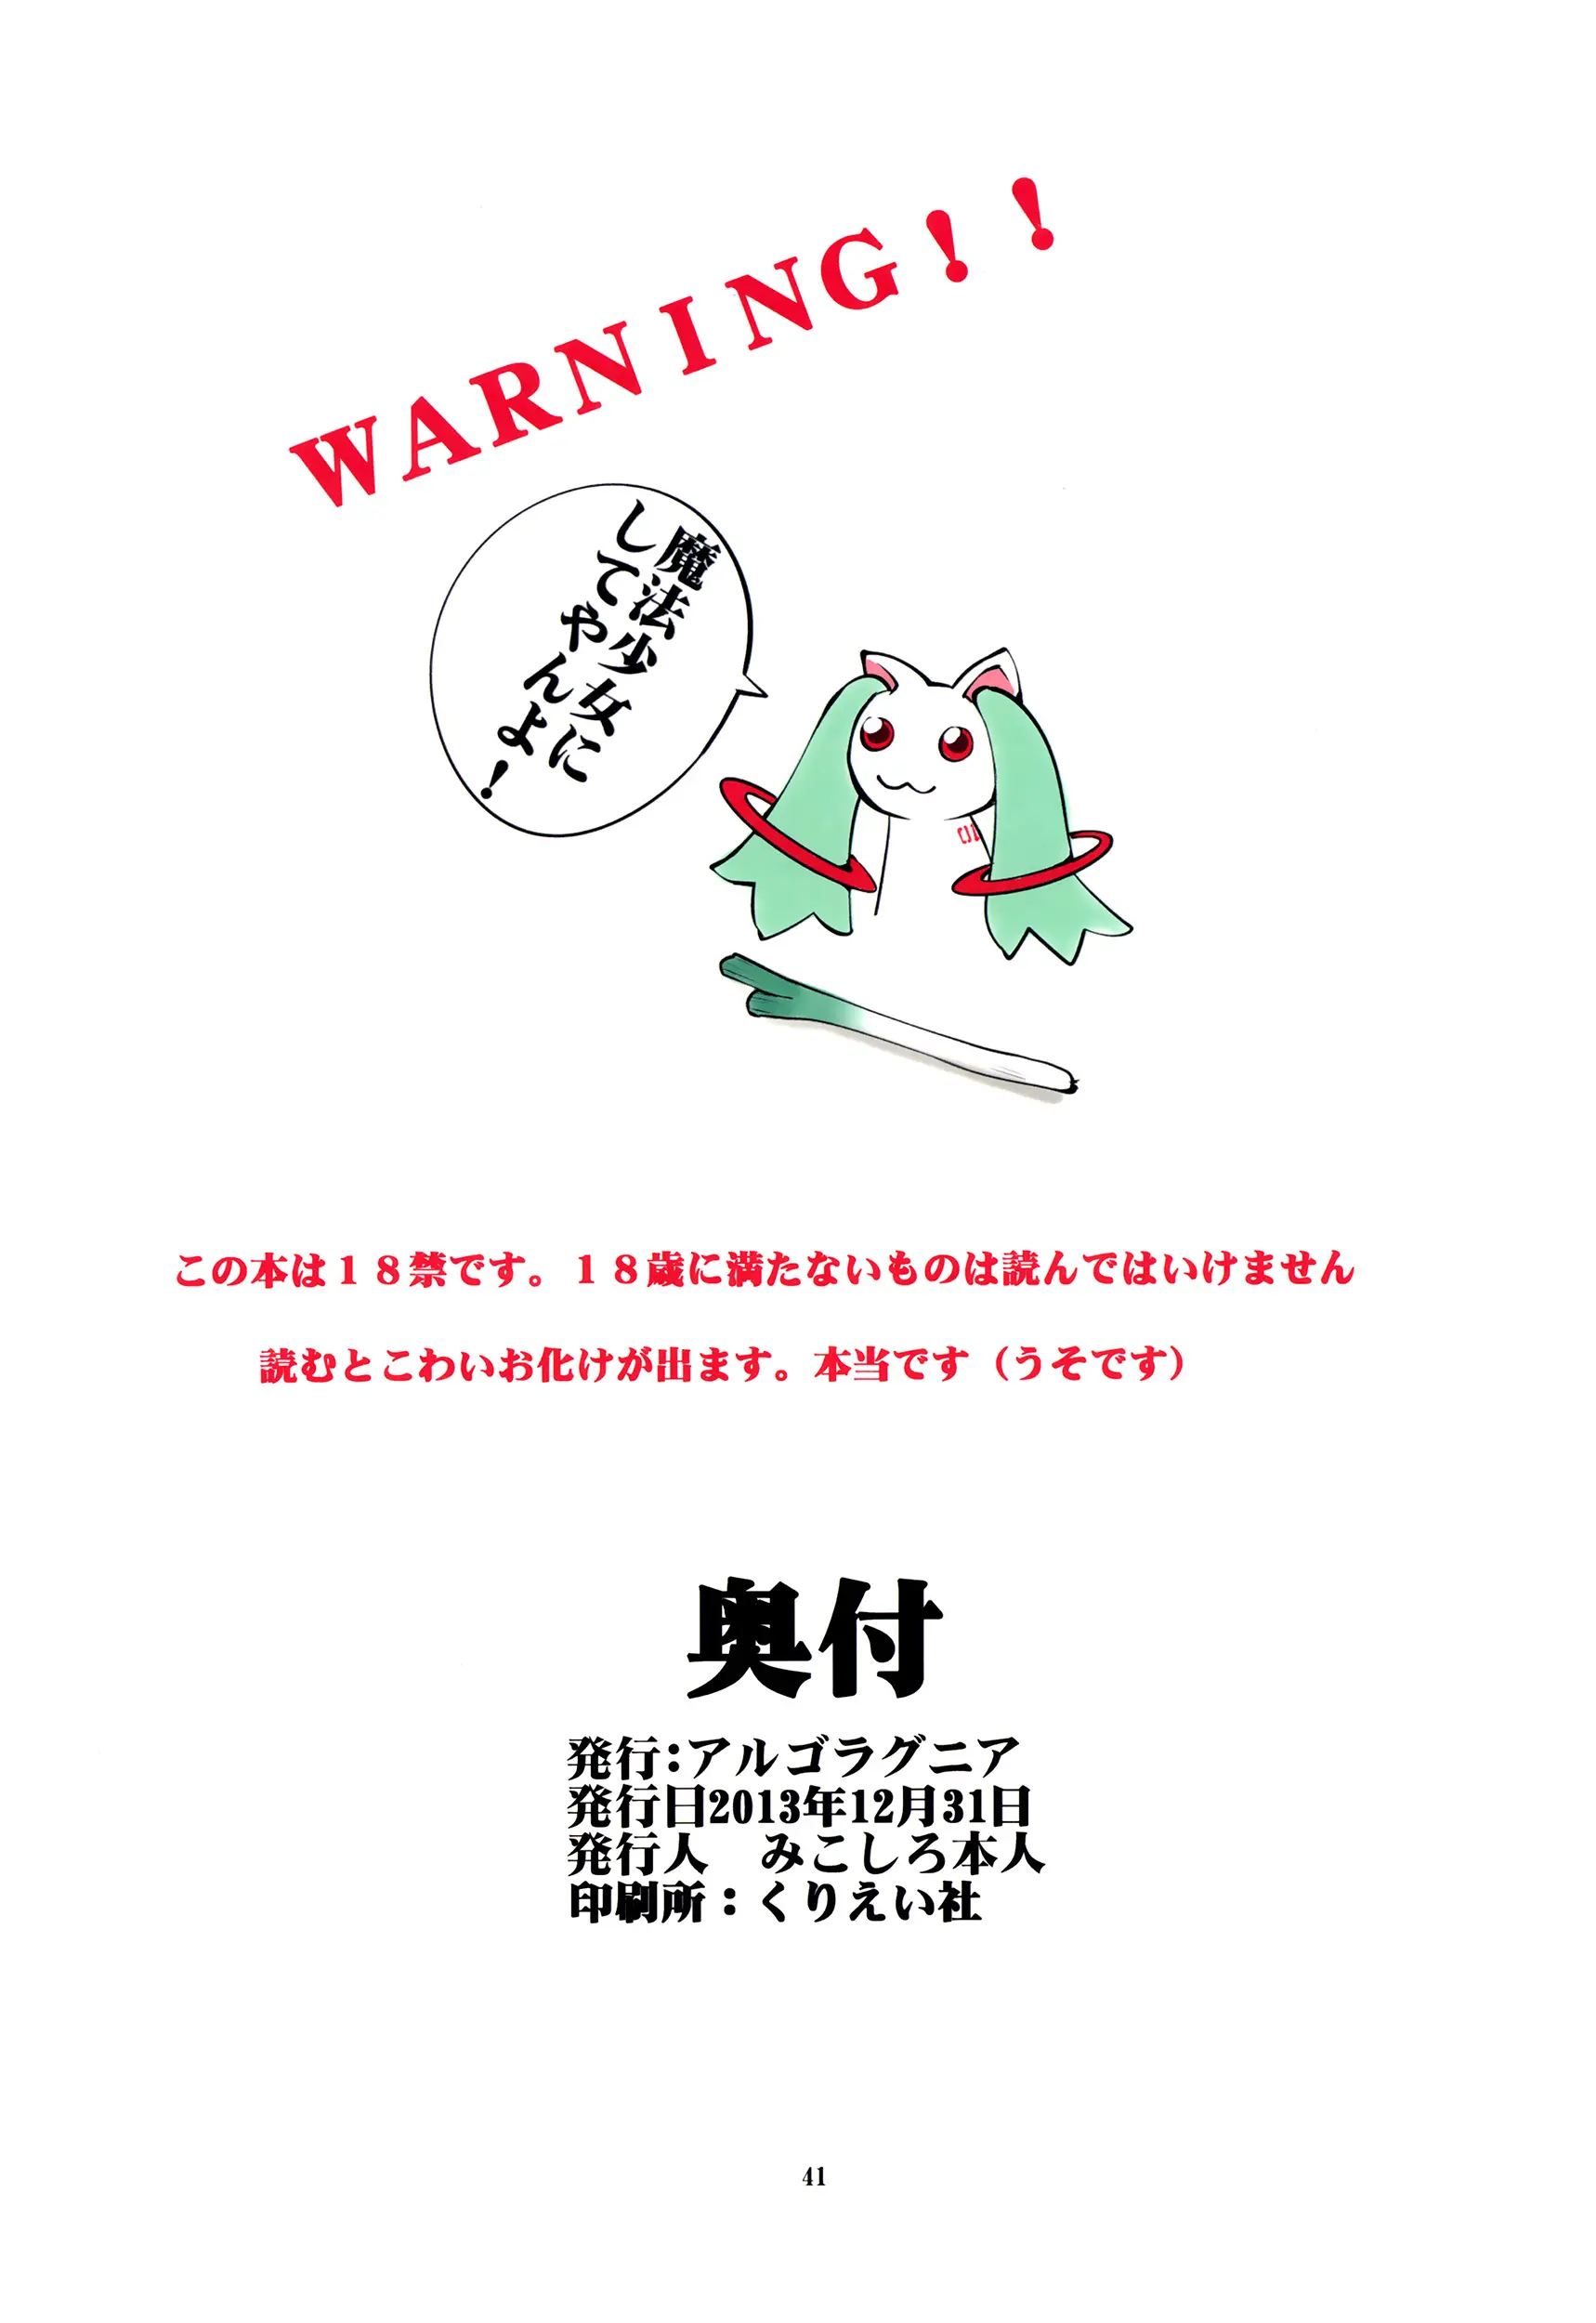 WARNING!!
魔法少女に
してやんよ!
01
この本は18禁です。18歳に満たないものは読んではいけません
読むとこわいお化けが出ます。本当です（うそです）
奥付
発行：アルゴラグニア
発行日2013年12月31日
発行人　みこしろ本人
印刷所：くりえい社
41